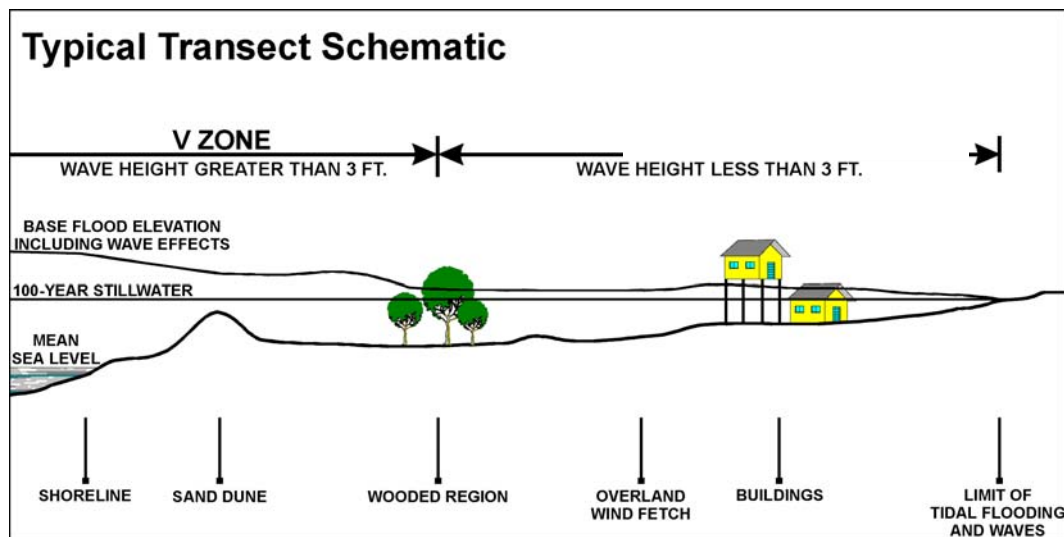 Typical Transect Schematic
V ZONE
WAVE HEIGHT GREATER THAN 3 FT.
WAVE HEIGHT LESS THAN 3 FT.
BASE FLOOD ELEVATION
INCLUDING WAVE EFFECTS
100-YEAR STILLWATER
MEAN
SEA LEVEL
SHORELINE
SAND DUNE
WOODED REGION
OVERLAND
WIND FETCH
BUILDINGS
LIMIT OF
TIDAL FLOODING
AND WAVES